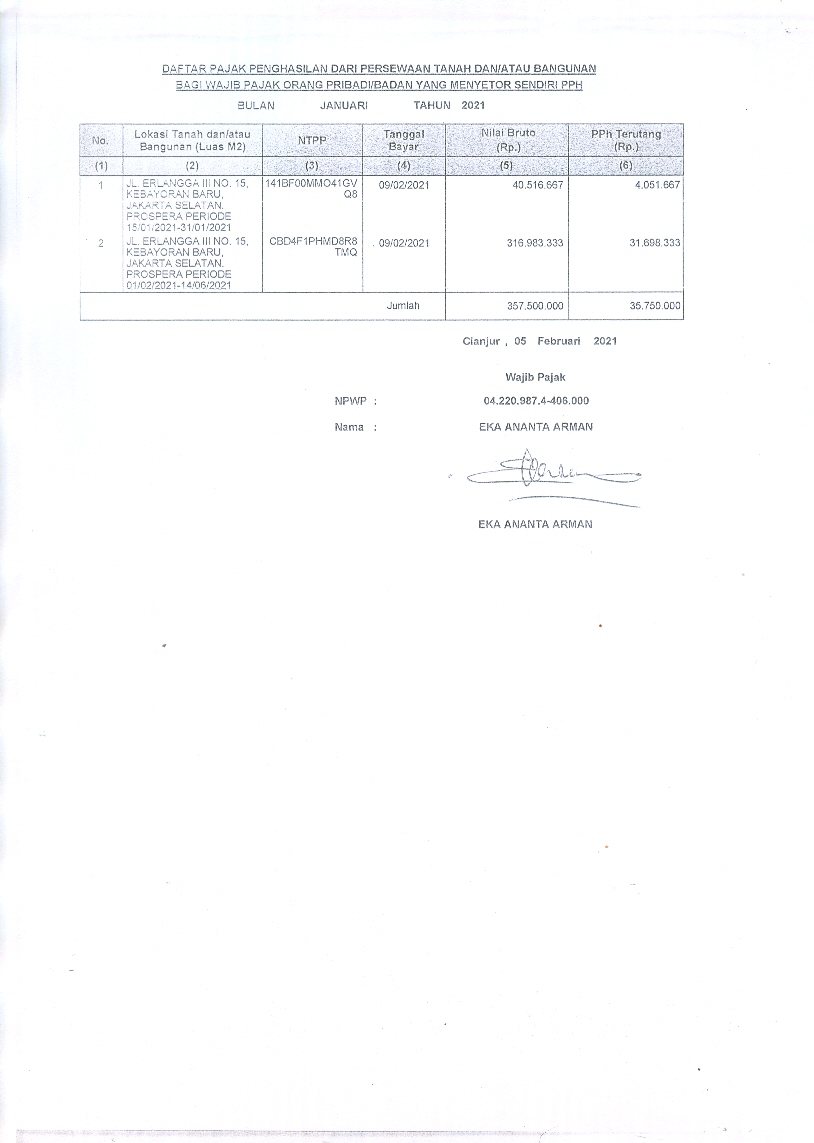 DAFTAR PAJAK PENGHASILAN DARI PERSEWAAN TANAH DAN/ATAU BANGUNAN
BAGI WAJIB PAJAK ORANG PRIBADI/BADAN YANG MENYETOR SENDIRI PPH
BULAN JANUARI TAHUN 2021
No. Lokasi Tanah dan/atau Bangunan (Luas M2) NTPP Tanggal Bayar Nilai Bruto (Rp.) PPh Terutang (Rp.)
(1) (2) (3) (4) (5) (6)
1 JL. ERLANGGA III NO. 15, 141BF00MMO41GV 09/02/2021 40.516.667 4.051.667
KEBAYORAN BARU, Q8
JAKARTA SELATAN.
PROSPERA PERIODE
15/01/2021-31/01/2021
2 JL. ERLANGGA III NO. 15, CBD4F1PHMD8R8 09/02/2021 316.983.333 31.698.333
KEBAYORAN BARU, TMQ
JAKARTA SELATAN.
PROSPERA PERIODE
01/02/2021-14/06/2021
Jumlah 357.500.000 35.750.000
Cianjur , 05 Februari 2021
Wajib Pajak
NPWP : 04.220.987.4-406.000
Nama : EKA ANANTA ARMAN
EKA ANANTA ARMAN